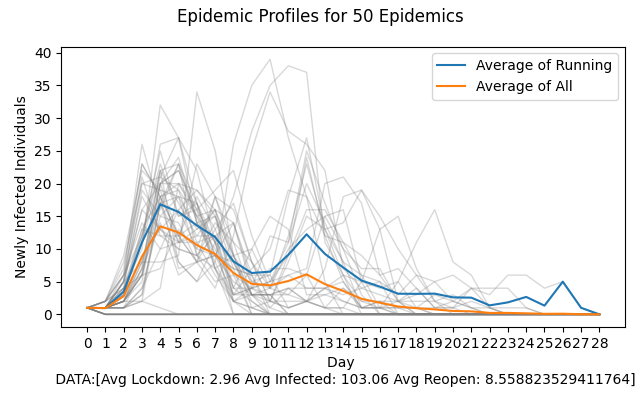 Epidemic Profiles for 50 Epidemics
40
35
30
25
20
15
10
5
0
Newly Infected Individuals
Average of Running
Average of All
0 1 2 3 4 5 6 7 8 9 10 11 12 13 14 15 16 17 18 19 20 21 22 23 24 25 26 27 28
Day
DATA:[Avg Lockdown: 2.96 Avg Infected: 103.06 Avg Reopen: 8.558823529411764]